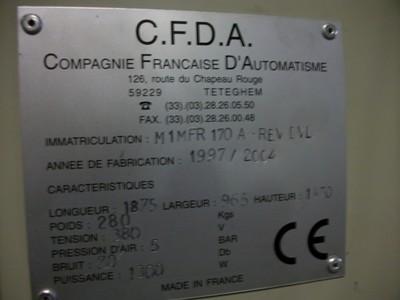 C.F.D.A.
COMPAGNIE FRANCAISE D'AUTOMATISME
126, route du Chapeau Rouge
59229 TETEGHEM
☎ (33).(03).28.26.05.50
FAX. (33).(03).28.26.00.48
IMMATRICULATION : M1MFR 170 A - REV
ANNEE DE FABRICATION : 1997/2004
CARACTERISTIQUES
LONGUEUR : 1875 LARGEUR : 965 HAUTEUR :
POIDS : 280 Kgs
TENSION : 380 V
PRESSION D'AIR : 5 BAR
BRUIT : 70 Db
PUISSANCE : 1300 W
CE
MADE IN FRANCE